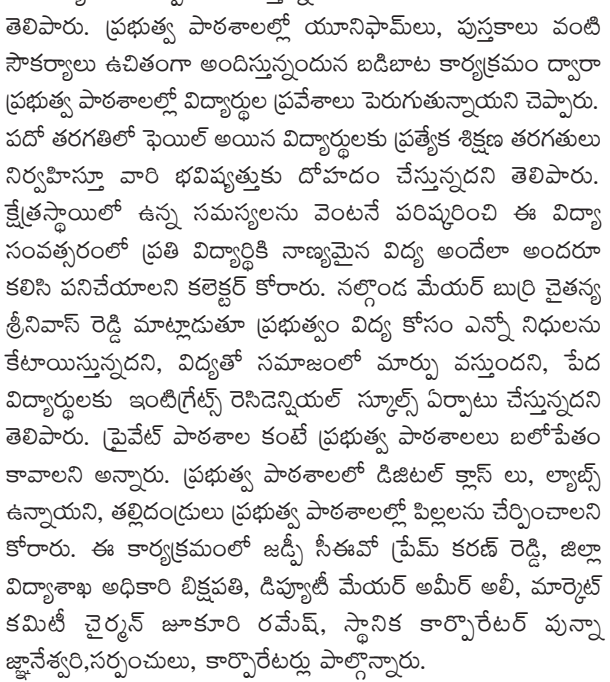 తెలిపారు. ప్రభుత్వ పాఠశాలల్లో యూనిఫామ్‌లు, పుస్తకాలు వంటి
సౌకర్యాలు ఉచితంగా అందిస్తున్నందున బడిబాట కార్యక్రమం ద్వారా
ప్రభుత్వ పాఠశాలల్లో విద్యార్థుల ప్రవేశాలు పెరుగుతున్నాయని చెప్పారు.
పదో తరగతిలో ఫెయిల్ అయిన విద్యార్థులకు ప్రత్యేక శిక్షణ తరగతులు
నిర్వహిస్తూ వారి భవిష్యత్తుకు దోహదం చేస్తున్నదని తెలిపారు.
క్షేత్రస్థాయిలో ఉన్న సమస్యలను వెంటనే పరిష్కరించి ఈ విద్యా
సంవత్సరంలో ప్రతి విద్యార్థికి నాణ్యమైన విద్య అందేలా అందరూ
కలిసి పనిచేయాలని కలెక్టర్ కోరారు. నల్గొండ మేయర్ బుర్రి చైతన్య
శ్రీనివాస్ రెడ్డి మాట్లాడుతూ ప్రభుత్వం విద్య కోసం ఎన్నో నిధులను
కేటాయిస్తున్నదని, విద్యతో సమాజంలో మార్పు వస్తుందని, పేద
విద్యార్థులకు ఇంటిగ్రేట్స్ రెసిడెన్షియల్ స్కూల్స్ ఏర్పాటు చేస్తున్నదని
తెలిపారు. ప్రైవేట్ పాఠశాల కంటే ప్రభుత్వ పాఠశాలలు బలోపేతం
కావాలని అన్నారు. ప్రభుత్వ పాఠశాలలో డిజిటల్ క్లాస్ లు, ల్యాబ్స్
ఉన్నాయని, తల్లిదండ్రులు ప్రభుత్వ పాఠశాలల్లో పిల్లలను చేర్పించాలని
కోరారు. ఈ కార్యక్రమంలో జడ్పీ సీఈవో ప్రేమ్ కరణ్ రెడ్డి, జిల్లా
విద్యాశాఖ అధికారి బిక్షపతి, డిప్యూటీ మేయర్ అమీర్ అలీ, మార్కెట్
కమిటీ చైర్మన్ జూకూరి రమేష్, స్థానిక కార్పొరేటర్ పున్నా
జ్ఞానేశ్వరి,సర్పంచులు, కార్పొరేటర్లు పాల్గొన్నారు.